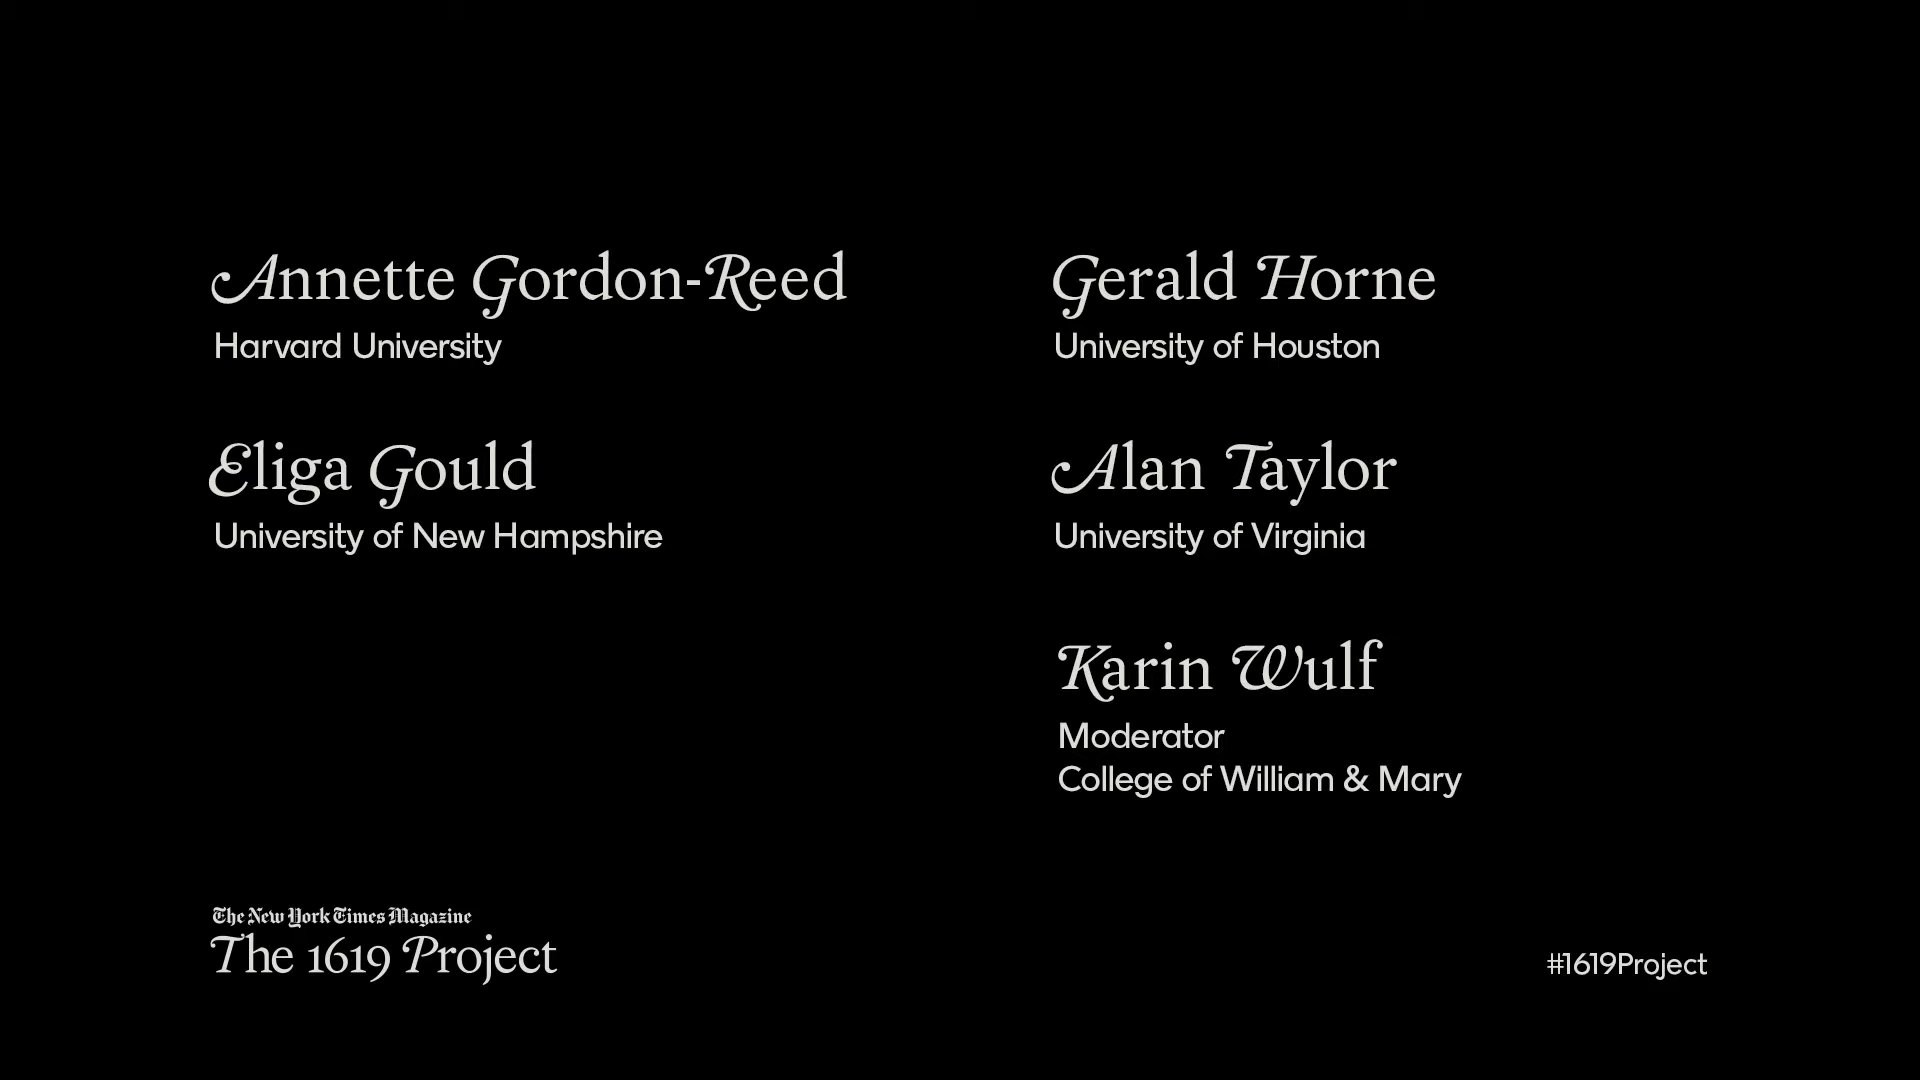 Annette Gordon-Reed
Harvard University
Gerald Horne
University of Houston
Eliga Gould
University of New Hampshire
Alan Taylor
University of Virginia
Karin Wulf
Moderator
College of William & Mary
The New York Times Magazine
The 1619 Project
#1619Project